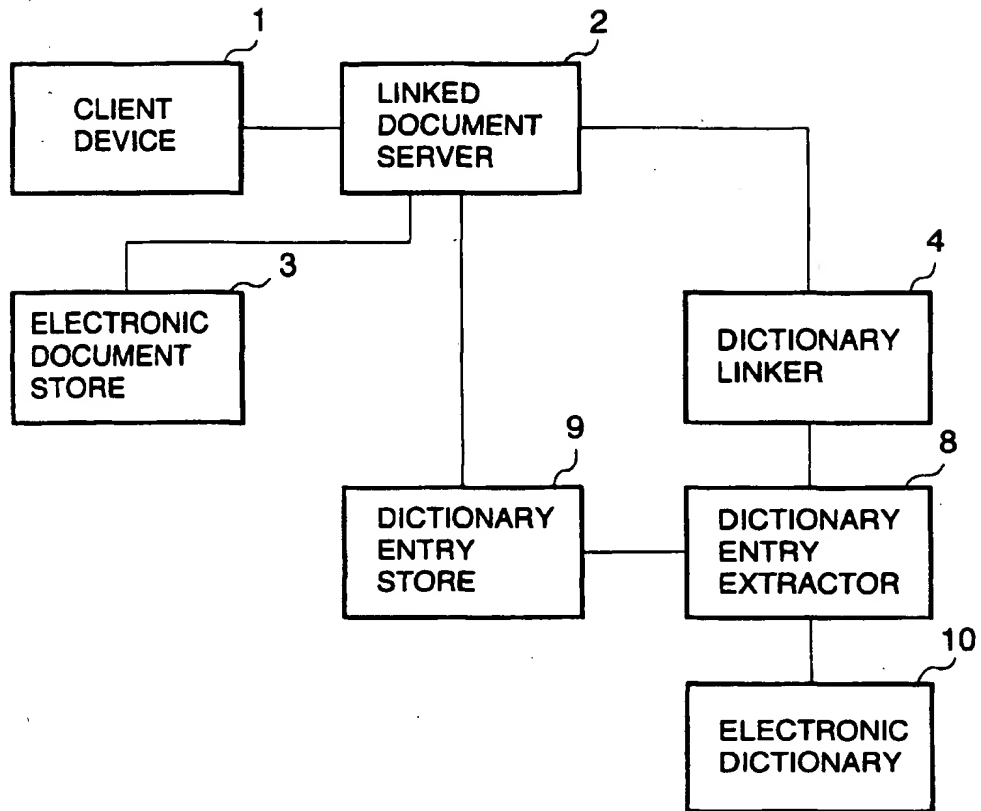 1
2
CLIENT
DEVICE
LINKED
DOCUMENT
SERVER
3
4
ELECTRONIC
DOCUMENT
STORE
DICTIONARY
LINKER
9
8
DICTIONARY
ENTRY
STORE
DICTIONARY
ENTRY
EXTRACTOR
10
ELECTRONIC
DICTIONARY